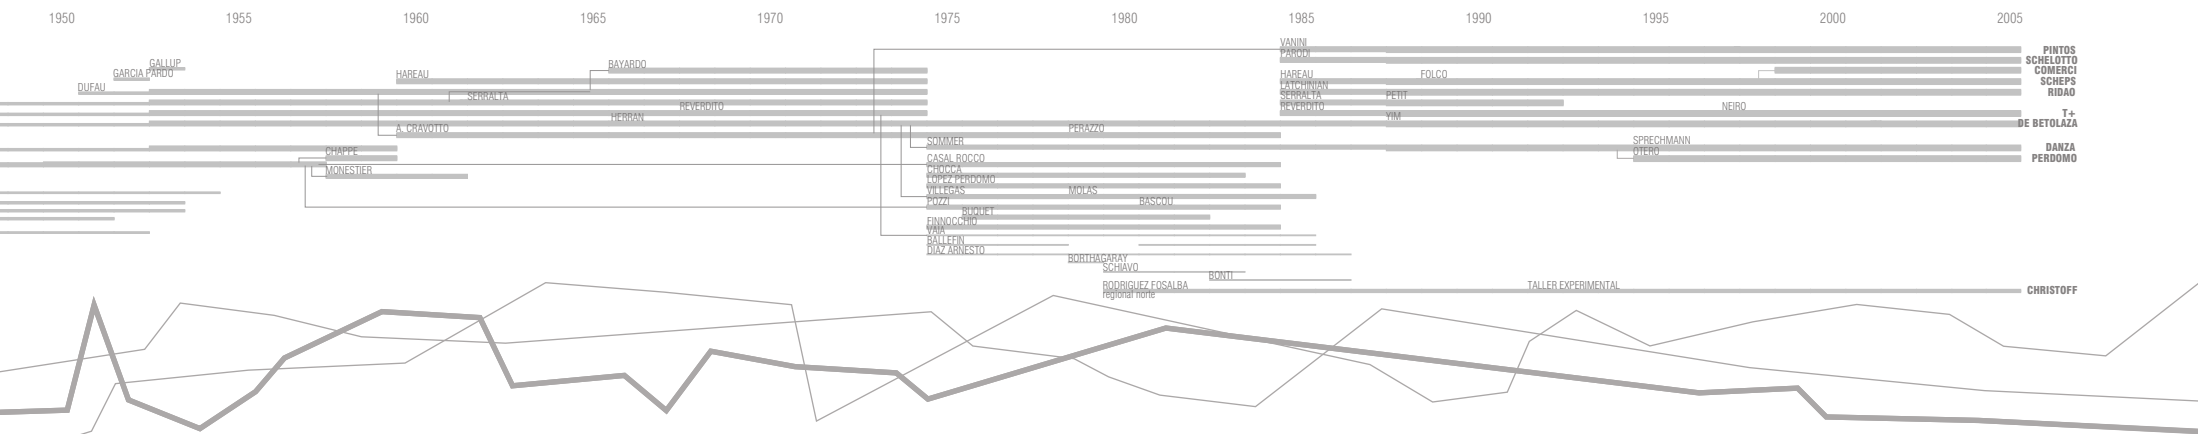 1950 1955 1960 1965 1970 1975 1980 1985 1990 1995 2000 2005
VANINI
PINTOS
PARODI
SCHELOTTO
GALLUP
BAYARDO
COMERCI
GARCIA PARDO
HAREAU
HAREAU
FOLCO
SCHEPS
DUFAU
LATCHINIAN
RIDAO
SERRALTA
SERRALTA
PETIT
REVERDITO
REVERDITO
NEIRO
T+
HERRAN
YIM
DE BETOLAZA
A. CRAVOTTO
PERAZZO
SOMMER
SPRECHMANN
DANZA
CHAPPE
OTERO
PERDOMO
CASAL ROCCO
MONESTIER
CHOCCA
LOPEZ PERDOMO
VILLEGAS
MOLAS
POZZI
BASCOU
BUQUET
FINNOCCHIO
VAIA
BALLEFIN
DIAZ ARNESTO
BORTHAGARAY
SCHIAVO
BONTI
RODRIGUEZ FOSALBA
TALLER EXPERIMENTAL
CHRISTOFF
regional norte